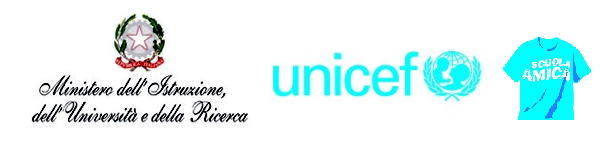 Ministero dell'Istruzione,
dell'Università e della Ricerca
unicef
SCUOLA
AMICA